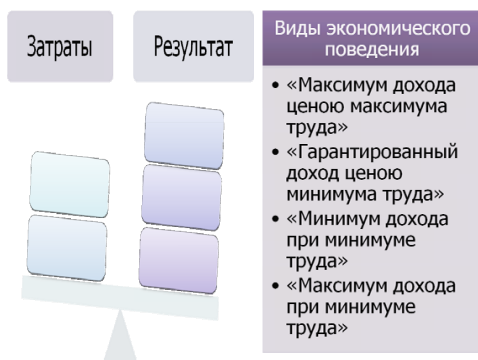 Затраты
Результат
Виды экономического
поведения
• «Максимум дохода
ценою максимума
труда»
• «Гарантированный
доход ценою
минимума труда»
• «Минимум дохода
при минимуме
труда»
• «Максимум дохода
при минимуме
труда»